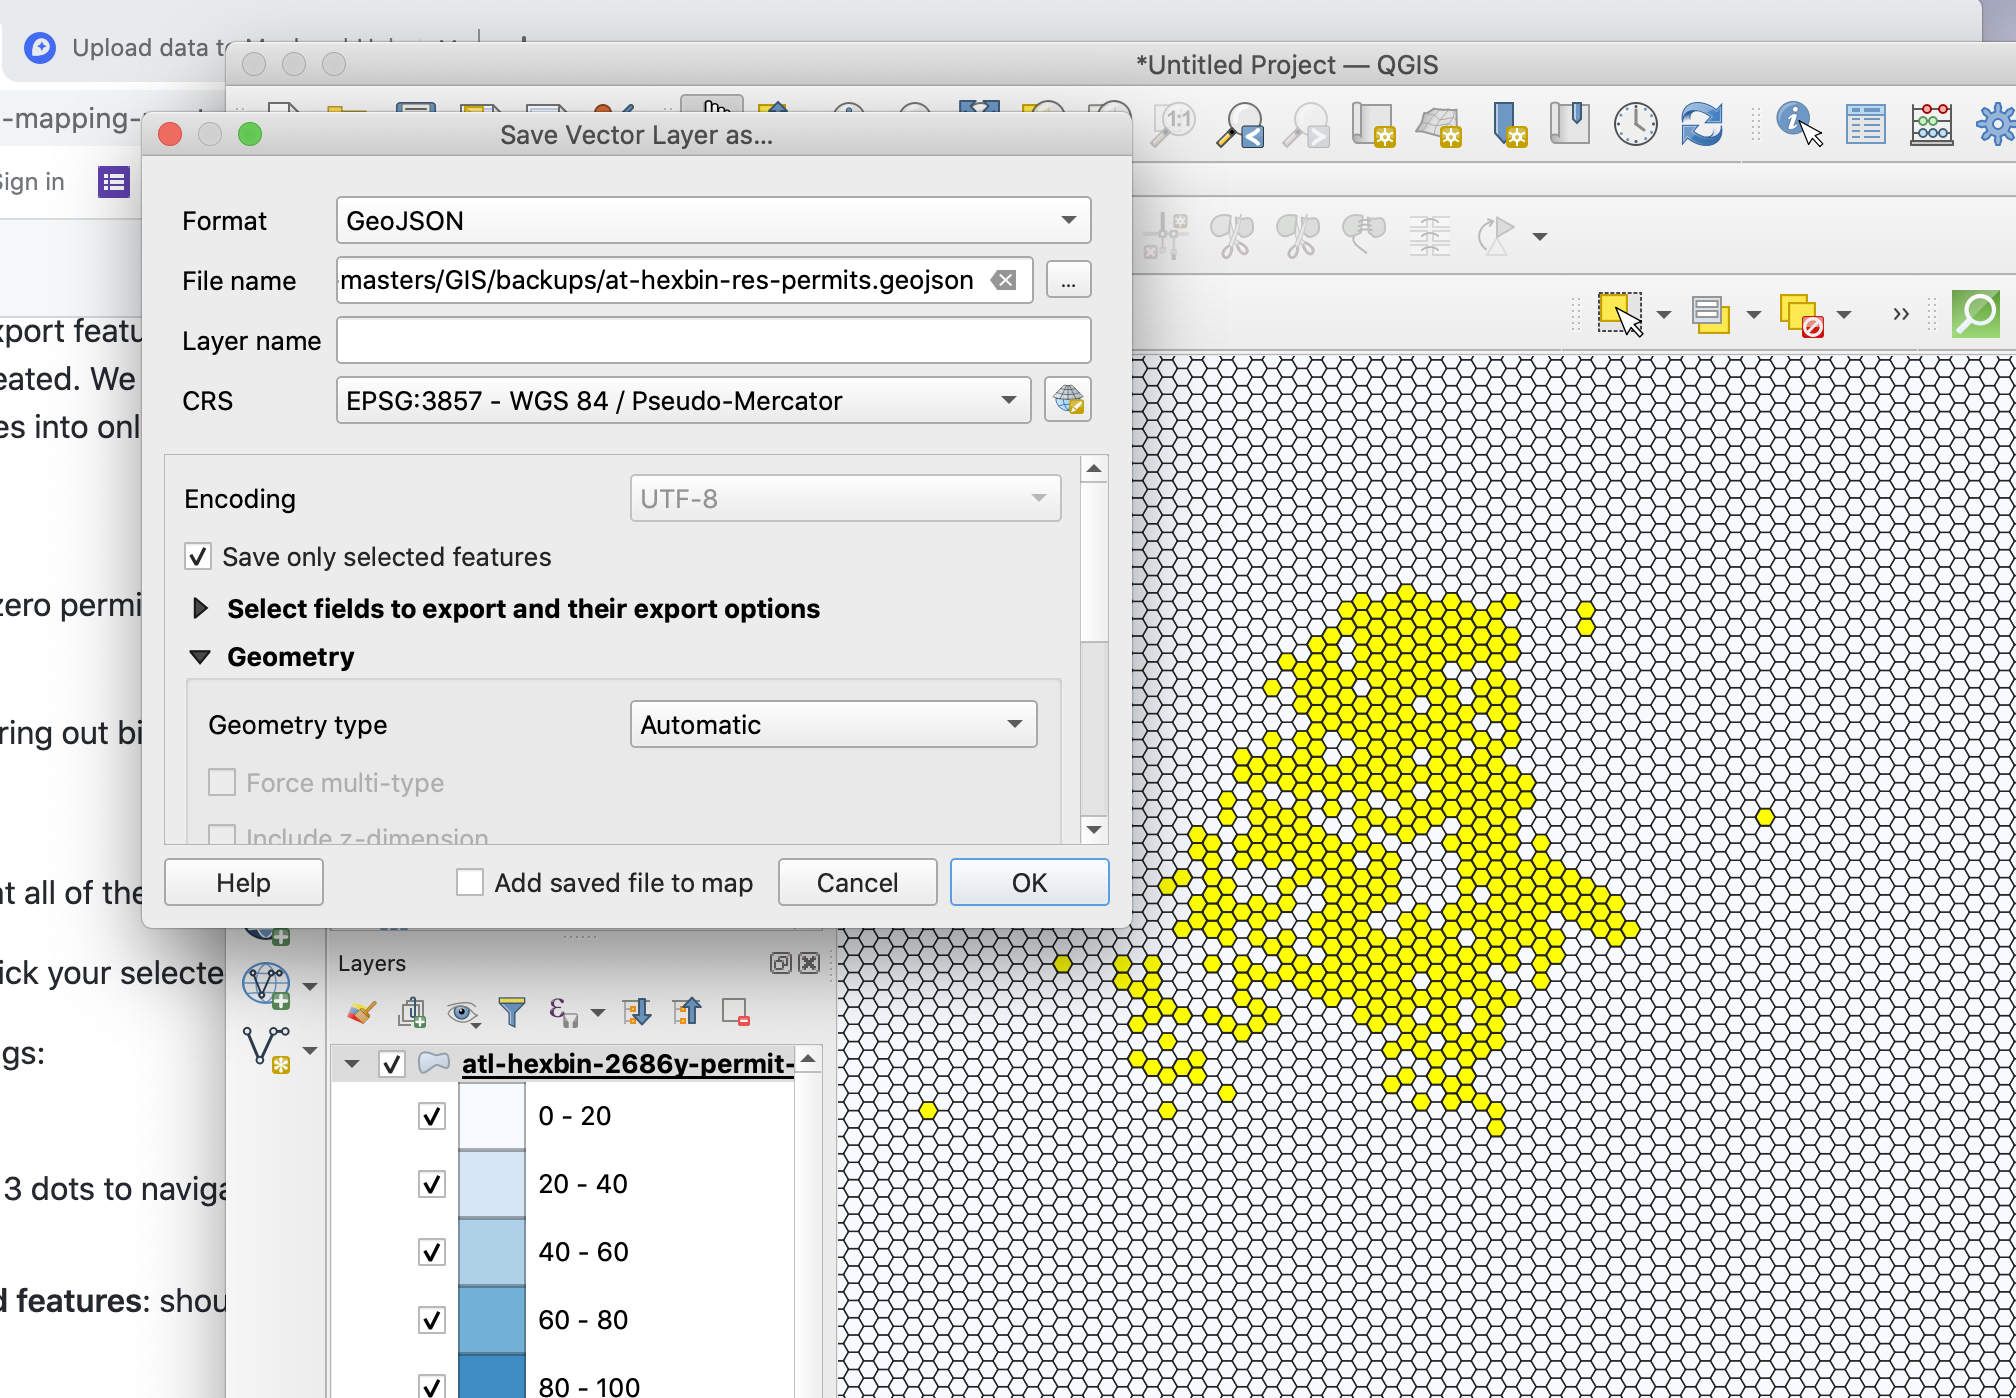 Upload data to
*Untitled Project — QGIS
-mapping-
Save Vector Layer as...
1:1
Sign in
Format
GeoJSON
File name
masters/GIS/backups/at-hexbin-res-permits.geojson
...
Layer name
CRS
EPSG:3857 - WGS 84 / Pseudo-Mercator
xport featu
eated. We
es into onl
Encoding
UTF-8
Save only selected features
zero permi
Select fields to export and their export options
Geometry
ring out bi
Geometry type
Automatic
Force multi-type
Include z-dimension
at all of the
Help
Add saved file to map
Cancel
OK
ick your selecte
Layers
gs:
atl-hexbin-2686y-permit-
0 - 20
20 - 40
3 dots to naviga
40 - 60
d features: shou
60 - 80
80 - 100